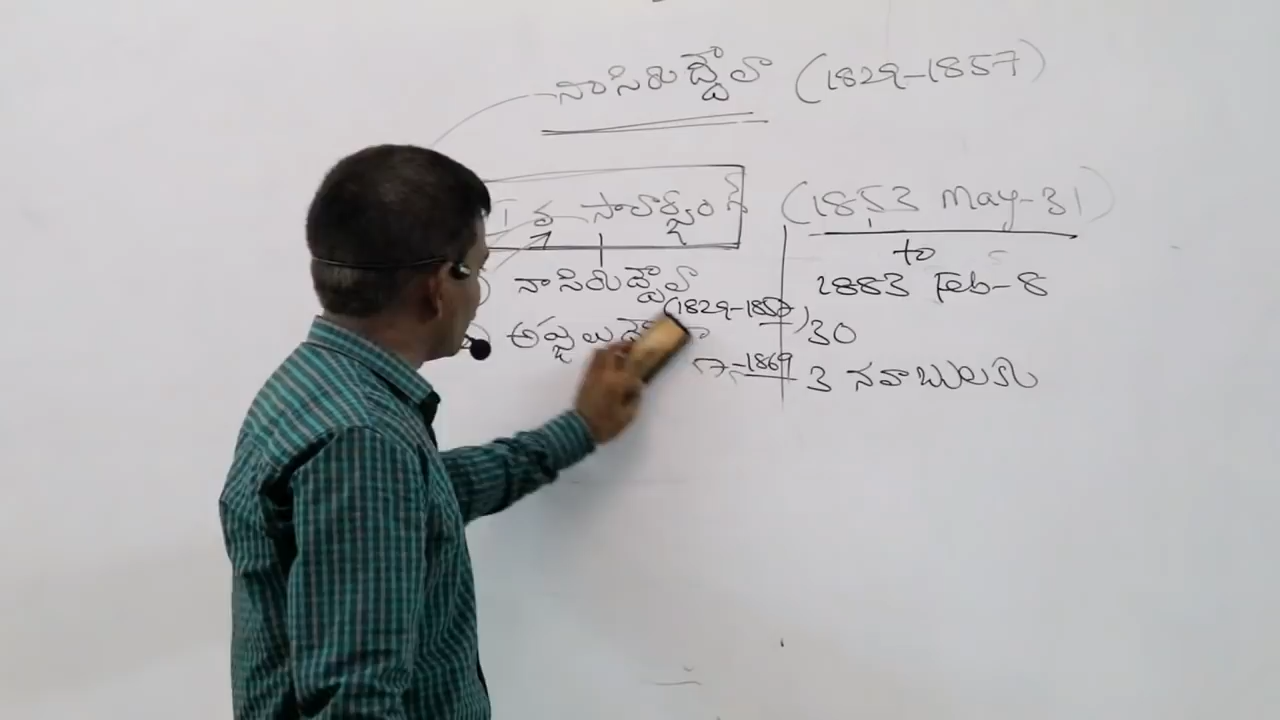 నాసిరుద్దౌలా (1829-1857)
I వ సాలార్జంగ్ (1853 May-31)
to
నాసిరుద్దౌలా 1883 Feb-8
(1829-1857) 30
-1869 3 నవాబులకు